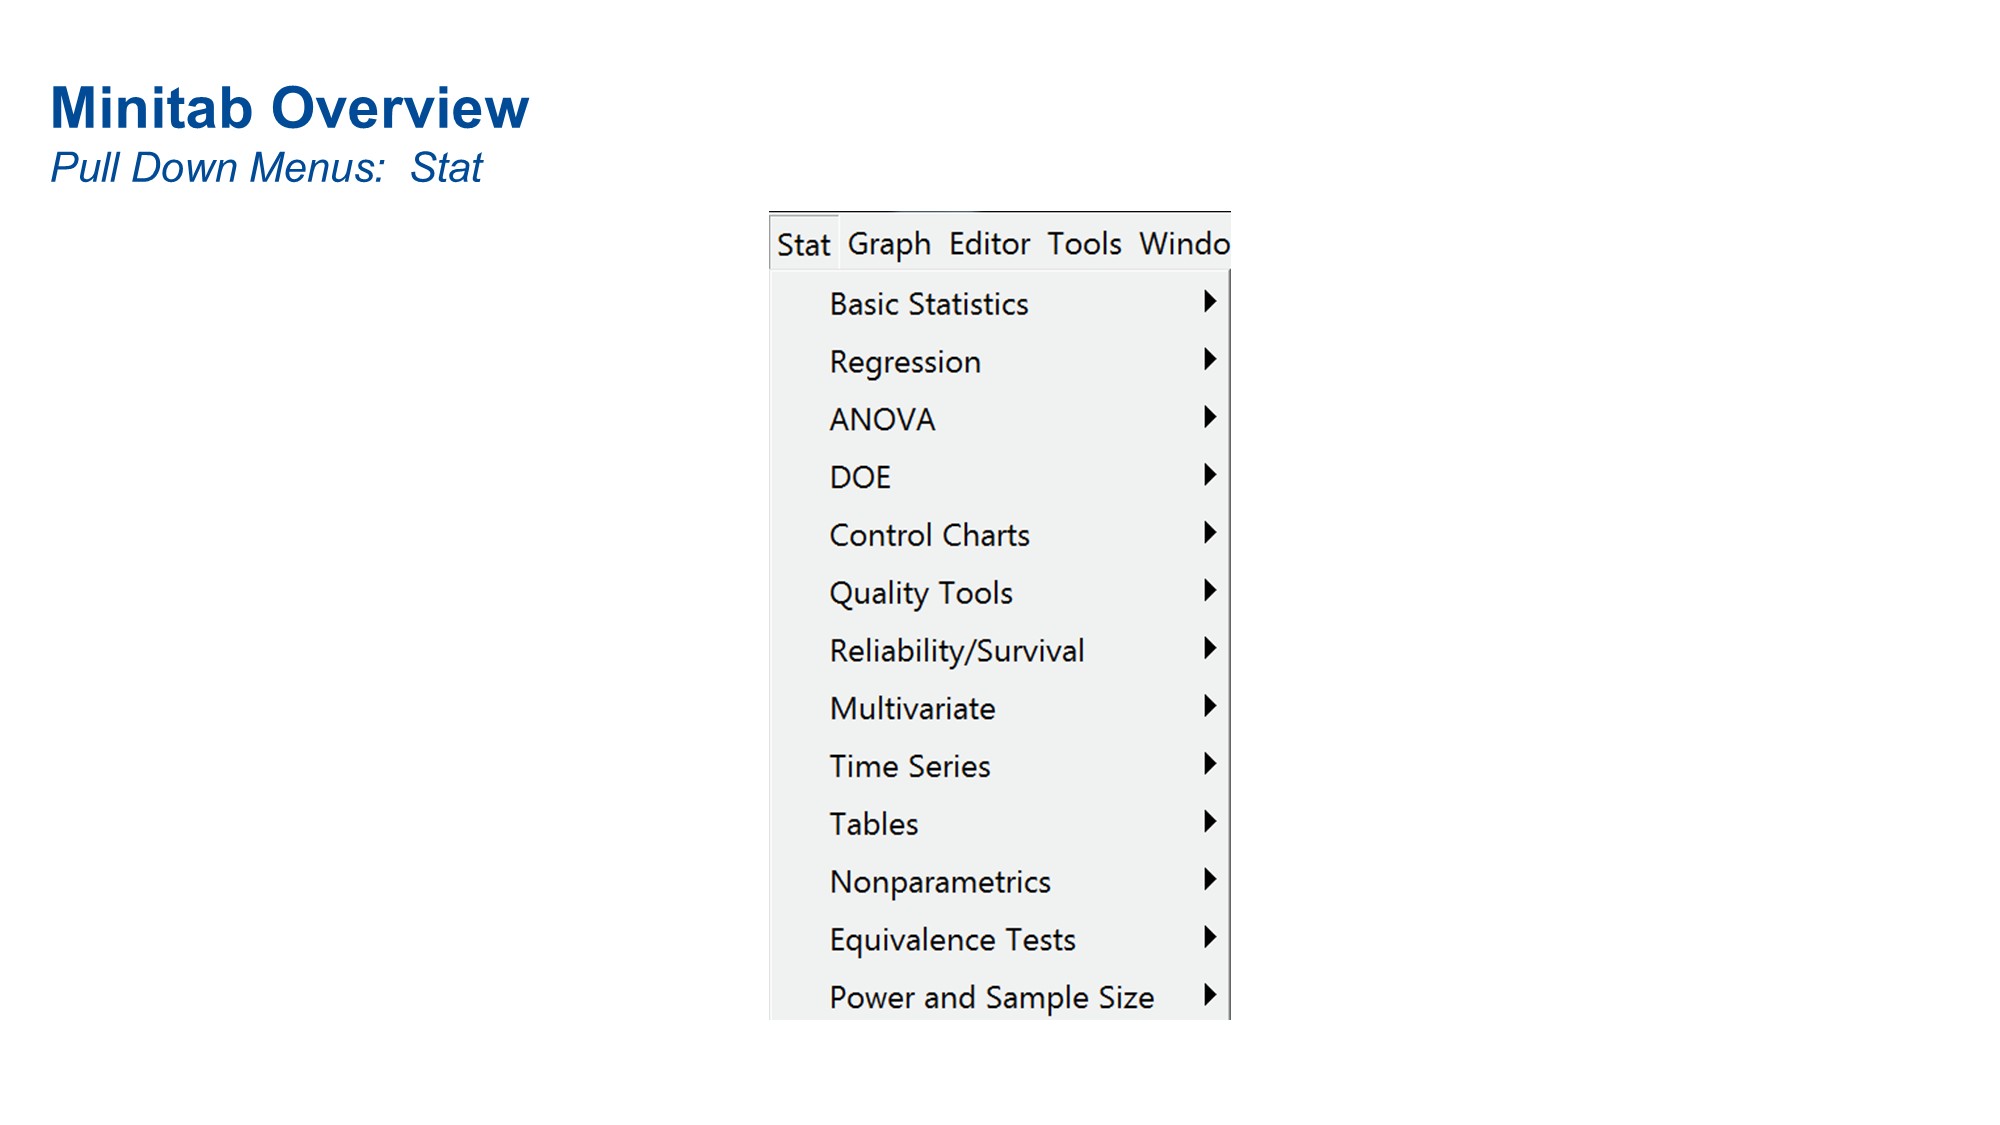 Minitab Overview
Pull Down Menus:  Stat
Stat Graph Editor Tools Windo
Basic Statistics
Regression
ANOVA
DOE
Control Charts
Quality Tools
Reliability/Survival
Multivariate
Time Series
Tables
Nonparametrics
Equivalence Tests
Power and Sample Size